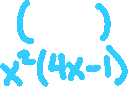 (      )
x²(4x-1)